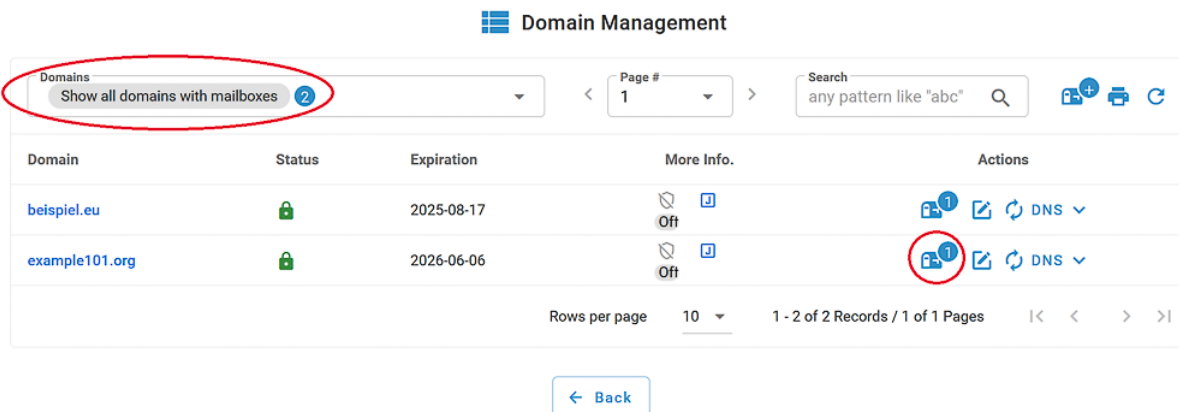 Domain Management
Domains
Show all domains with mailboxes 2
Page #
1
Search
any pattern like "abc"
+
Domain Status Expiration More Info. Actions
beispiel.eu 2025-08-17 Off J 1 DNS
example101.org 2026-06-06 Off J 1 DNS
Rows per page 10 1 - 2 of 2 Records / 1 of 1 Pages
Back